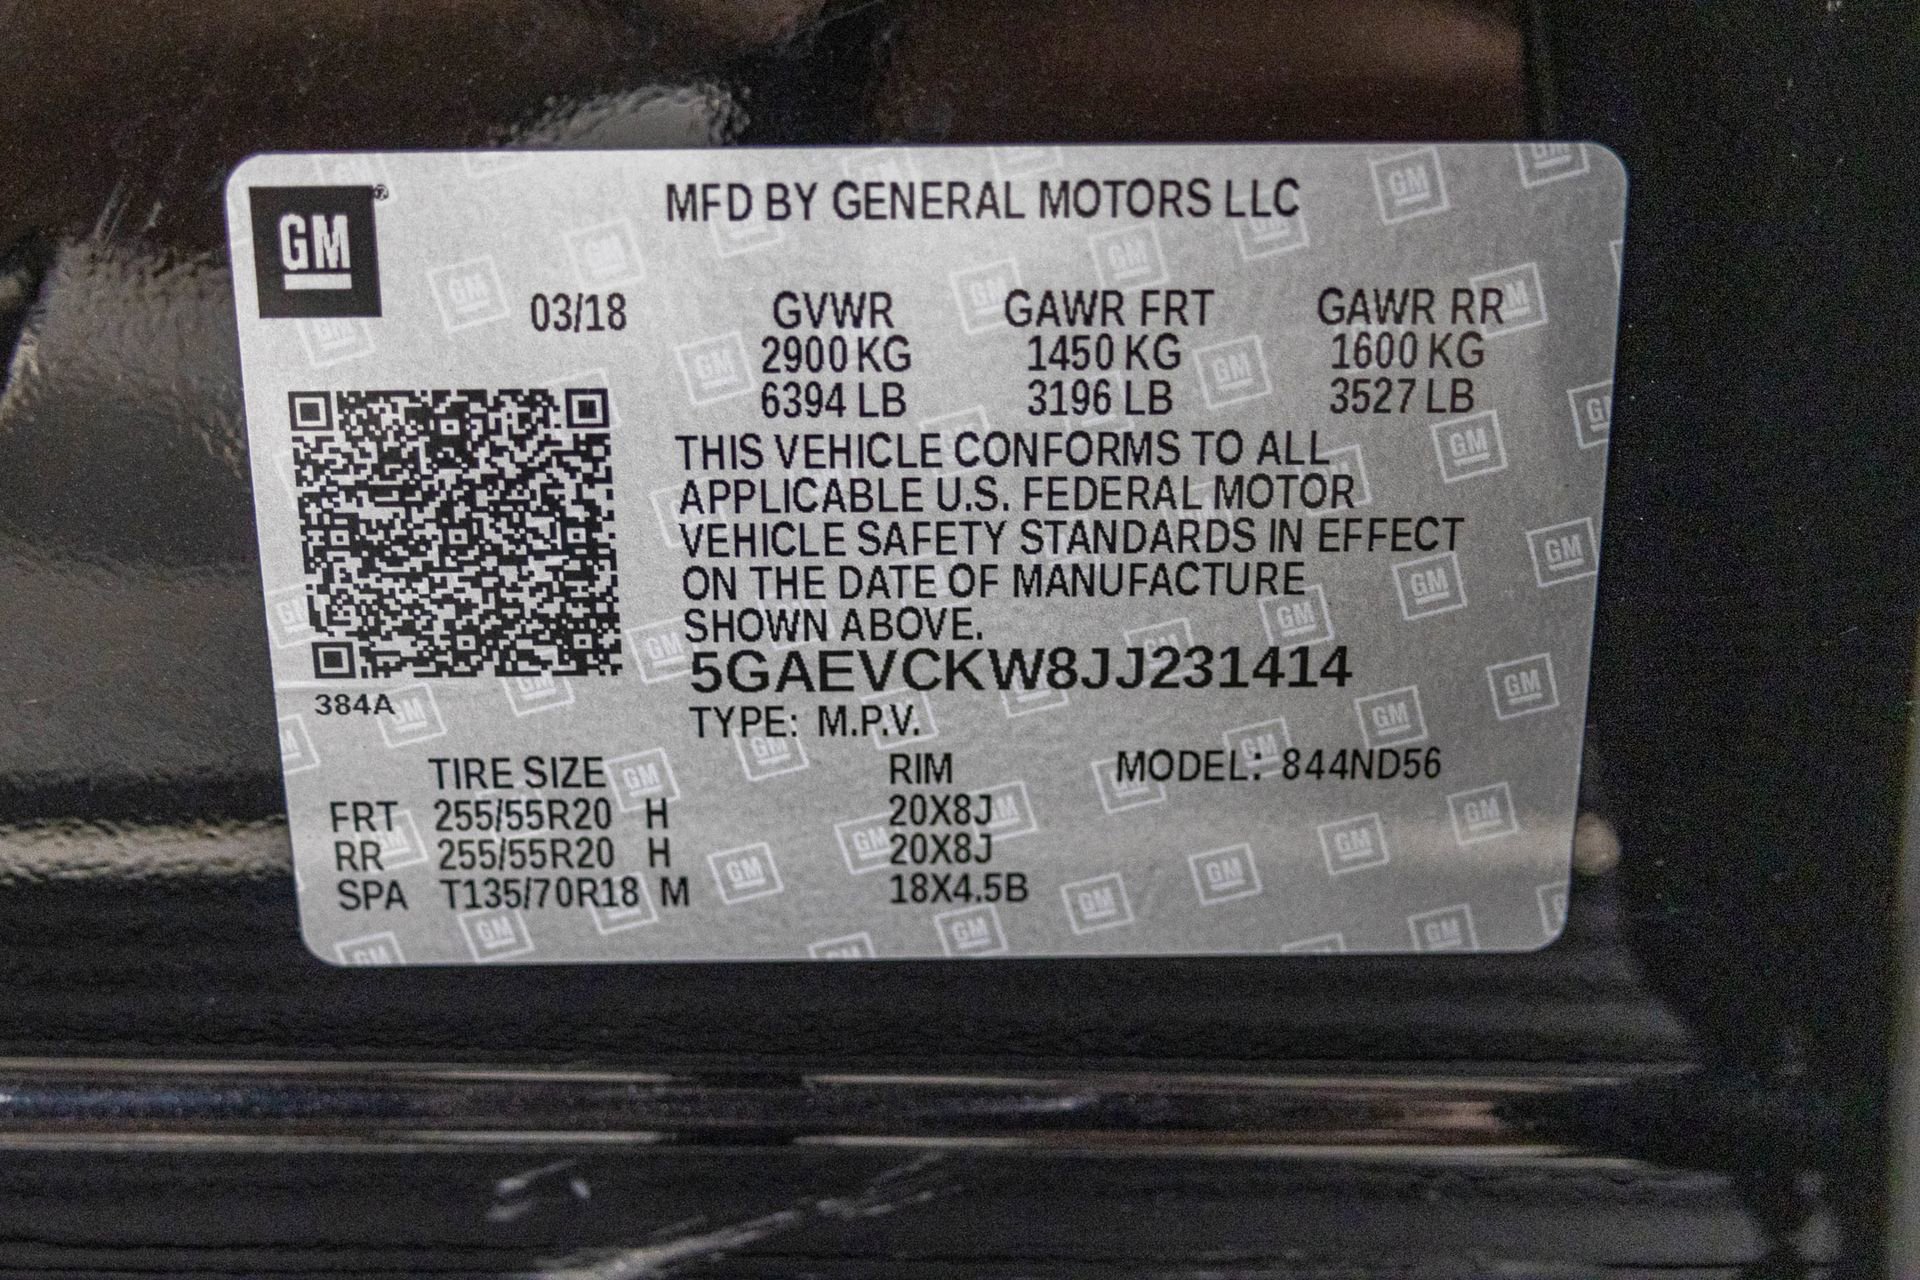 GM
MFD BY GENERAL MOTORS LLC
03/18 GVWR GAWR FRT GAWR RR
2900 KG 1450 KG 1600 KG
6394 LB 3196 LB 3527 LB
THIS VEHICLE CONFORMS TO ALL
APPLICABLE U.S. FEDERAL MOTOR
VEHICLE SAFETY STANDARDS IN EFFECT
ON THE DATE OF MANUFACTURE
SHOWN ABOVE.
5GAEVCKW8JJ231414
384A
TYPE: M.P.V.
TIRE SIZE RIM MODEL: 844ND56
FRT 255/55R20 H 20X8J
RR 255/55R20 H 20X8J
SPA T135/70R18 M 18X4.5B